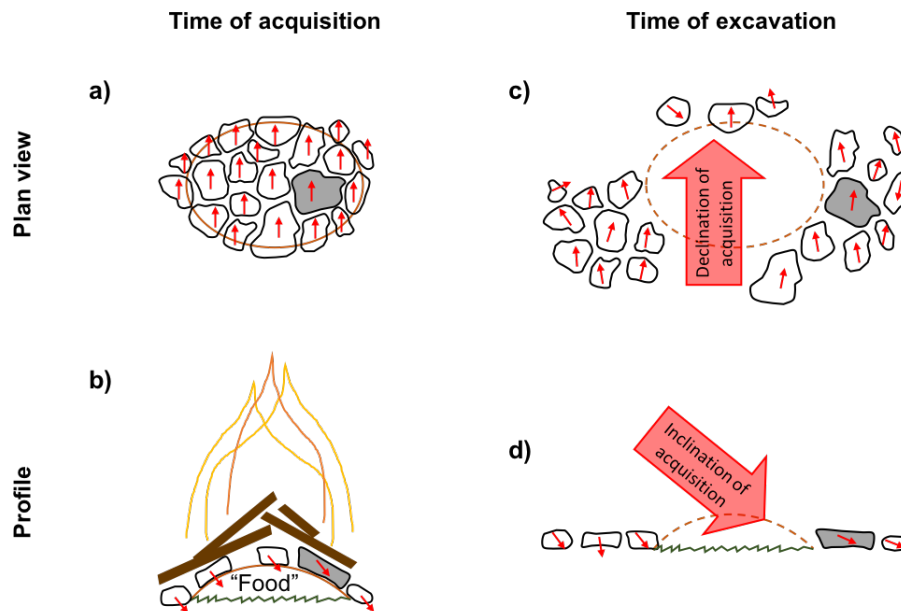 Time of acquisition
Time of excavation
a)
c)
Plan view
Declination of
acquisition
b)
d)
Profile
Inclination of
acquisition
“Food”